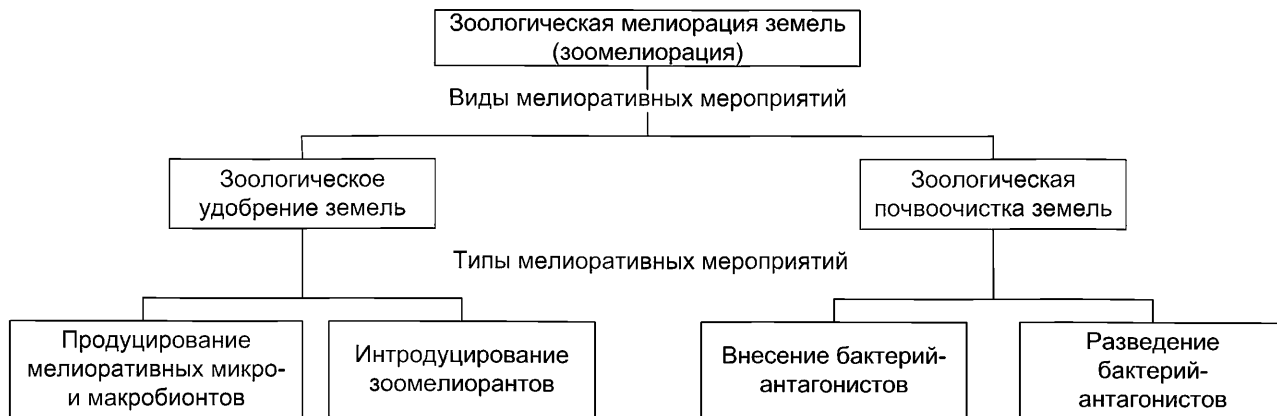 Зоологическая мелиорация земель
(зоомелиорация)
Виды мелиоративных мероприятий
Зоологическое
удобрение земель
Зоологическая
почвоочистка земель
Типы мелиоративных мероприятий
Продуцирование
мелиоративных микро-
и макробионтов
Интродуцирование
зоомелиорантов
Внесение бактерий-
антагонистов
Разведение
бактерий-
антагонистов